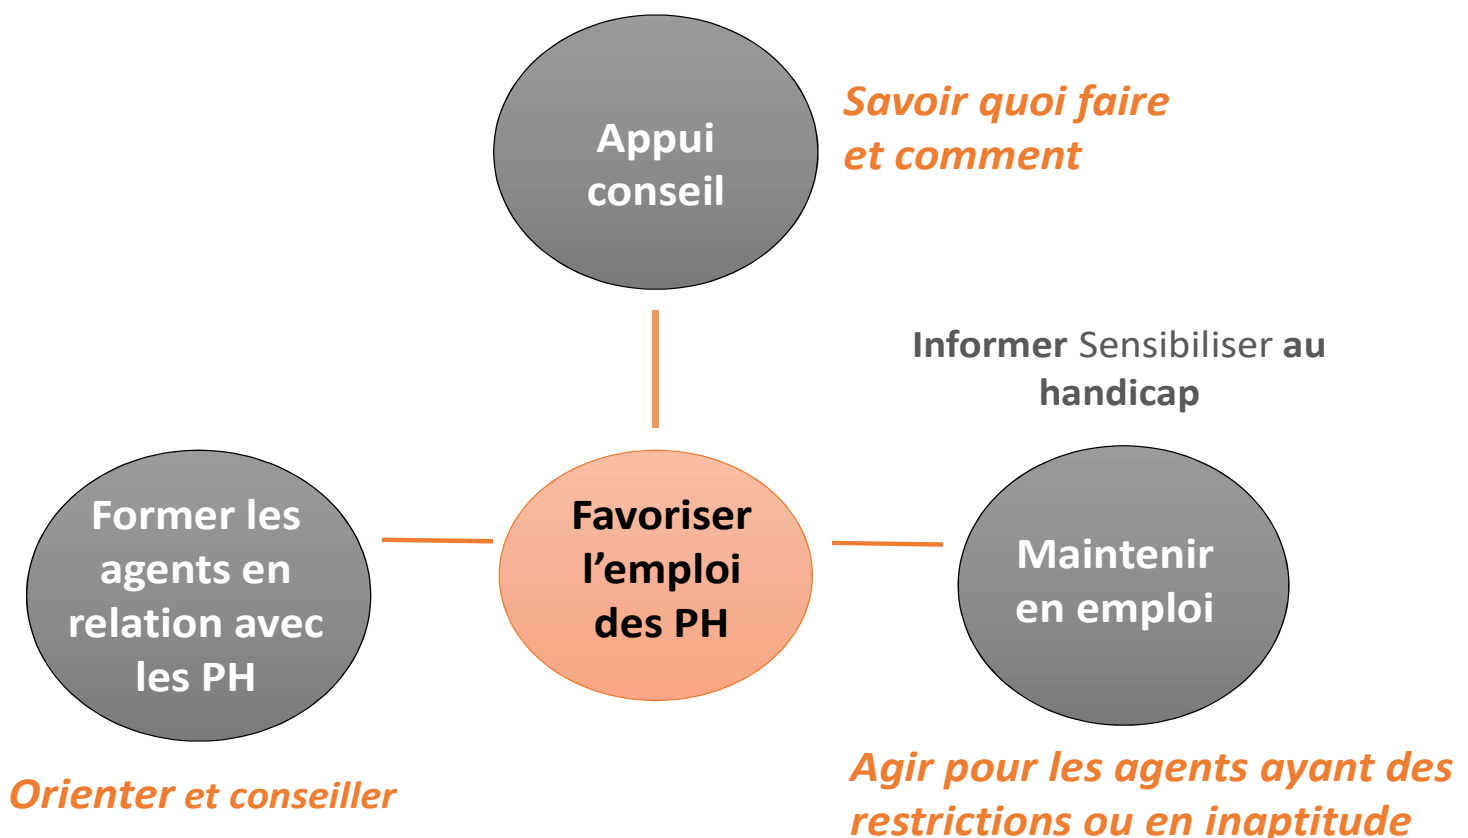 Appui
conseil
Savoir quoi faire
et comment
Informer Sensibiliser au
handicap
Former les
agents en
relation avec
les PH
Favoriser
l’emploi
des PH
Maintenir
en emploi
Orienter et conseiller
Agir pour les agents ayant des
restrictions ou en inaptitude